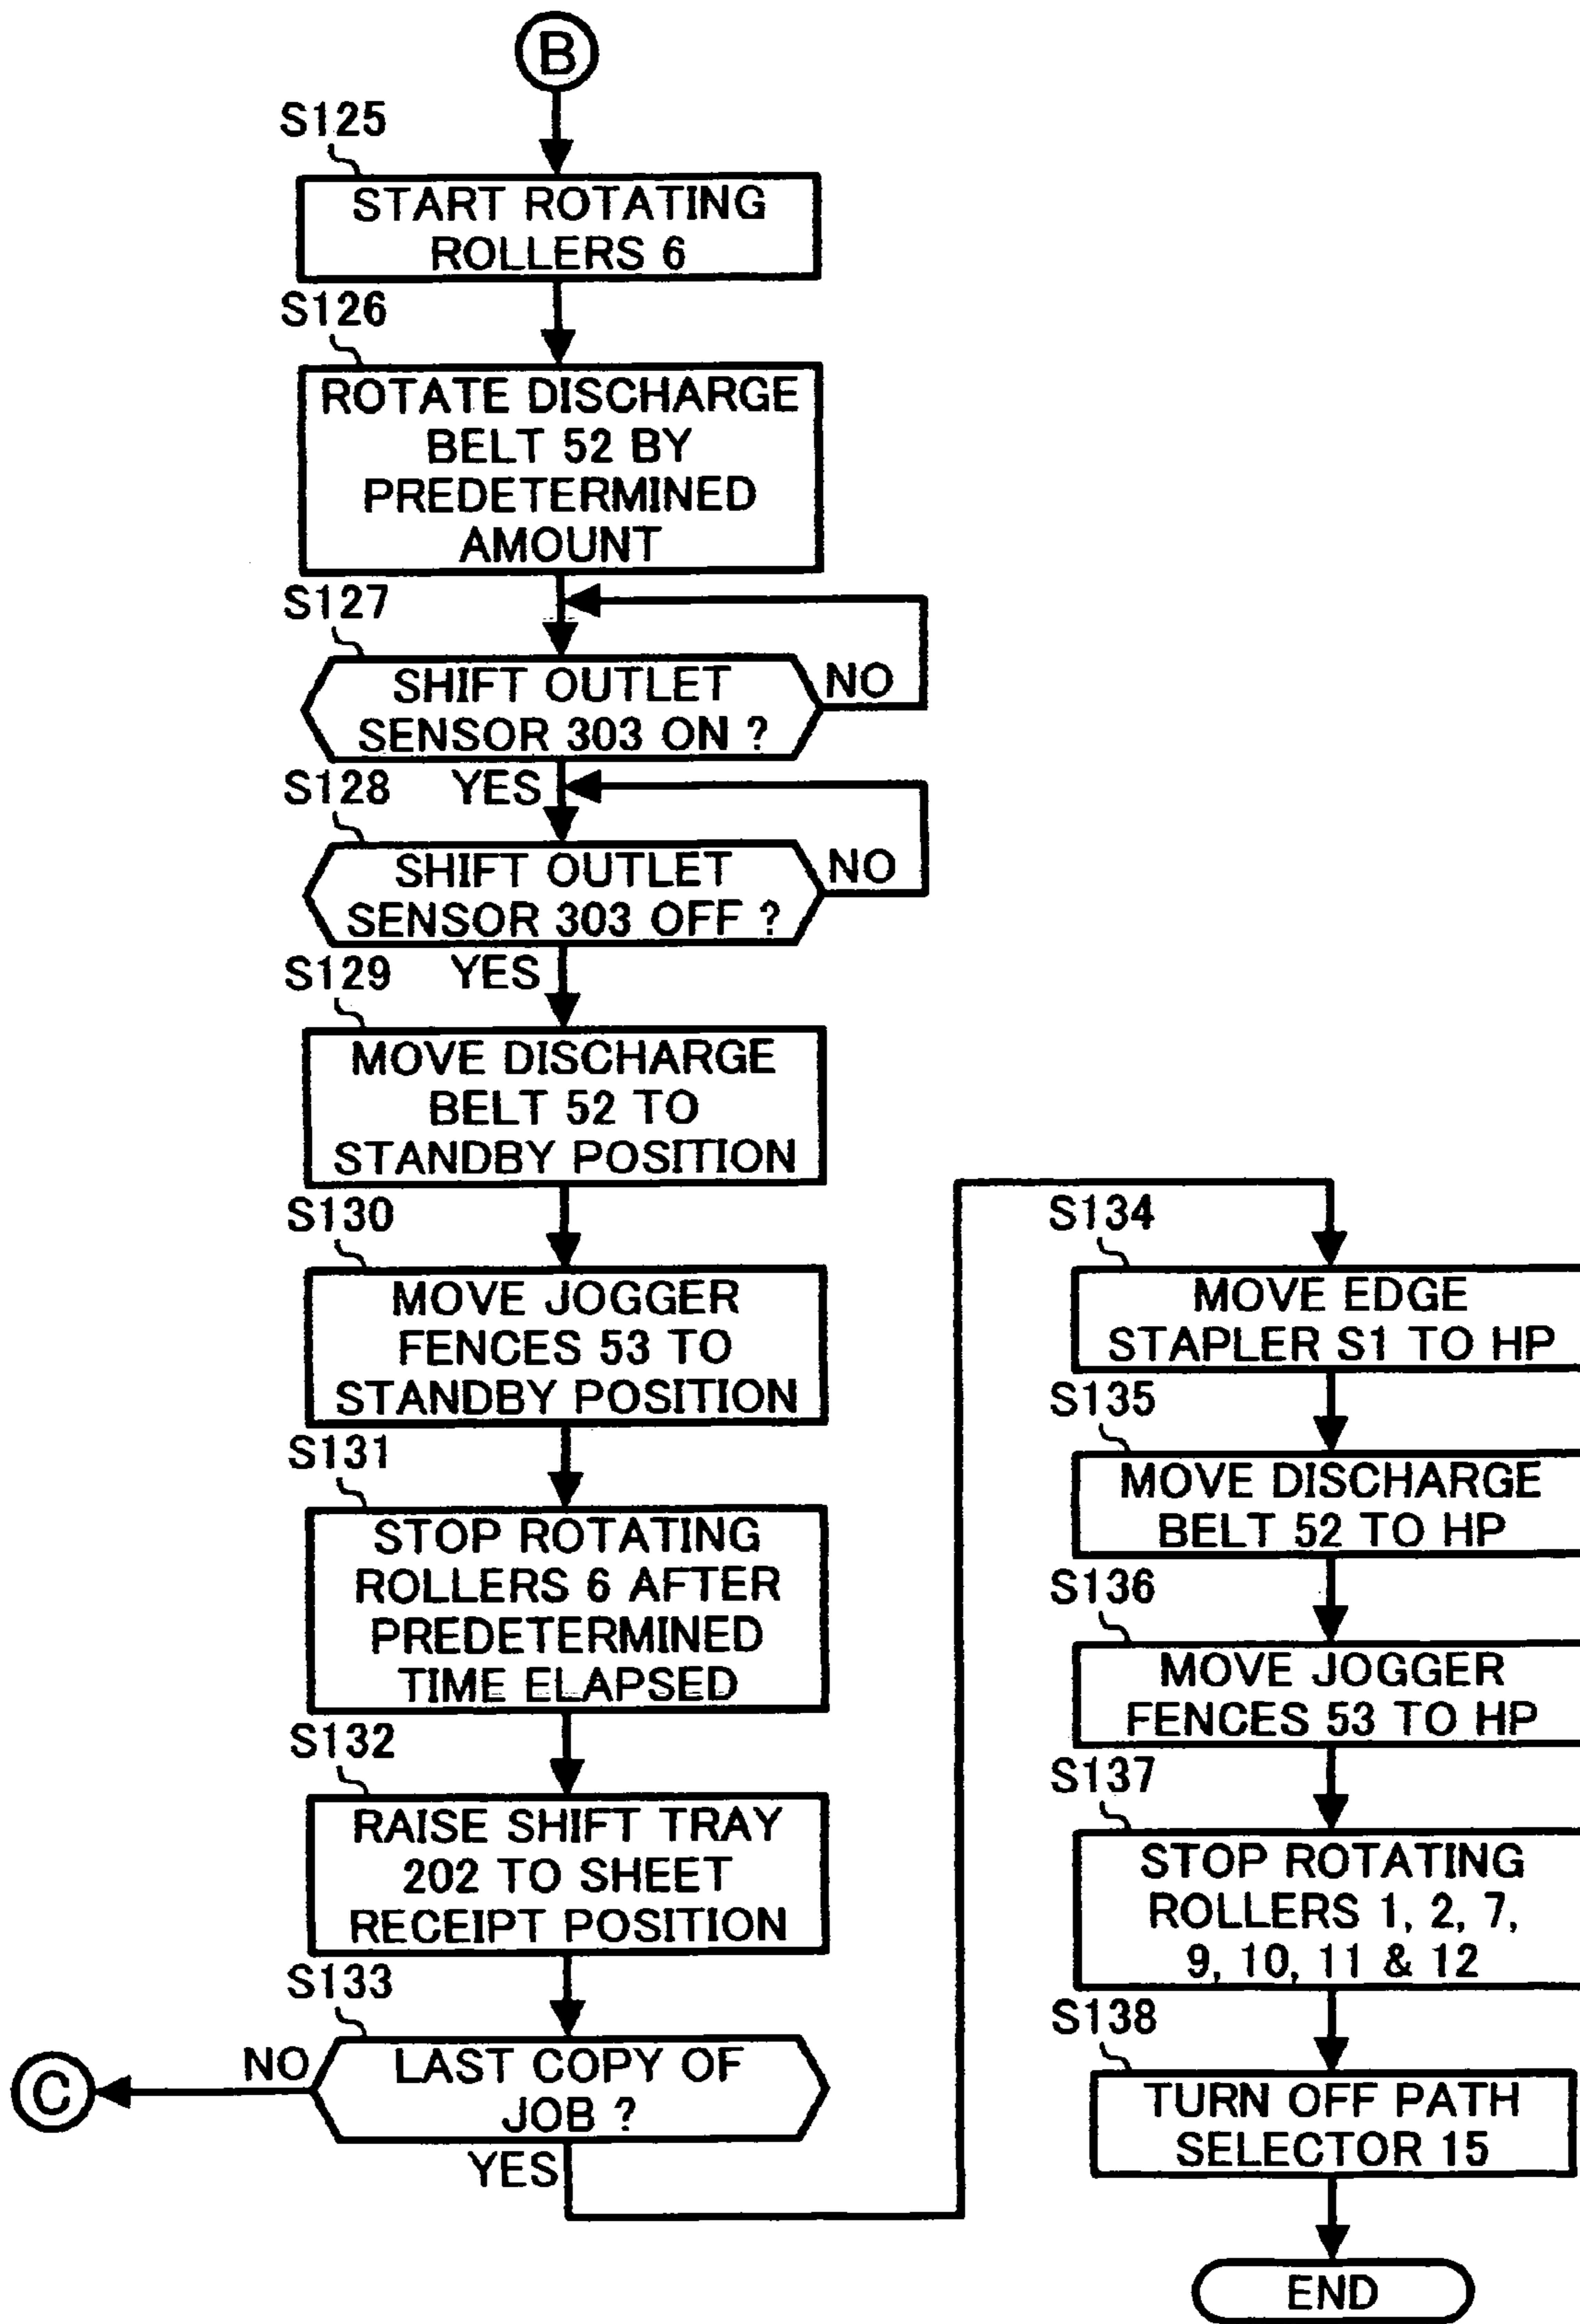 B
S125
START ROTATING
ROLLERS 6
S126
ROTATE DISCHARGE
BELT 52 BY
PREDETERMINED
AMOUNT
S127
SHIFT OUTLET
SENSOR 303 ON ?
NO
YES
S128
SHIFT OUTLET
SENSOR 303 OFF ?
NO
YES
S129
MOVE DISCHARGE
BELT 52 TO
STANDBY POSITION
S130
MOVE JOGGER
FENCES 53 TO
STANDBY POSITION
S131
STOP ROTATING
ROLLERS 6 AFTER
PREDETERMINED
TIME ELAPSED
S132
RAISE SHIFT TRAY
202 TO SHEET
RECEIPT POSITION
S133
LAST COPY OF
JOB ?
NO
C
YES
S134
MOVE EDGE
STAPLER S1 TO HP
S135
MOVE DISCHARGE
BELT 52 TO HP
S136
MOVE JOGGER
FENCES 53 TO HP
S137
STOP ROTATING
ROLLERS 1, 2, 7,
9, 10, 11 & 12
S138
TURN OFF PATH
SELECTOR 15
END